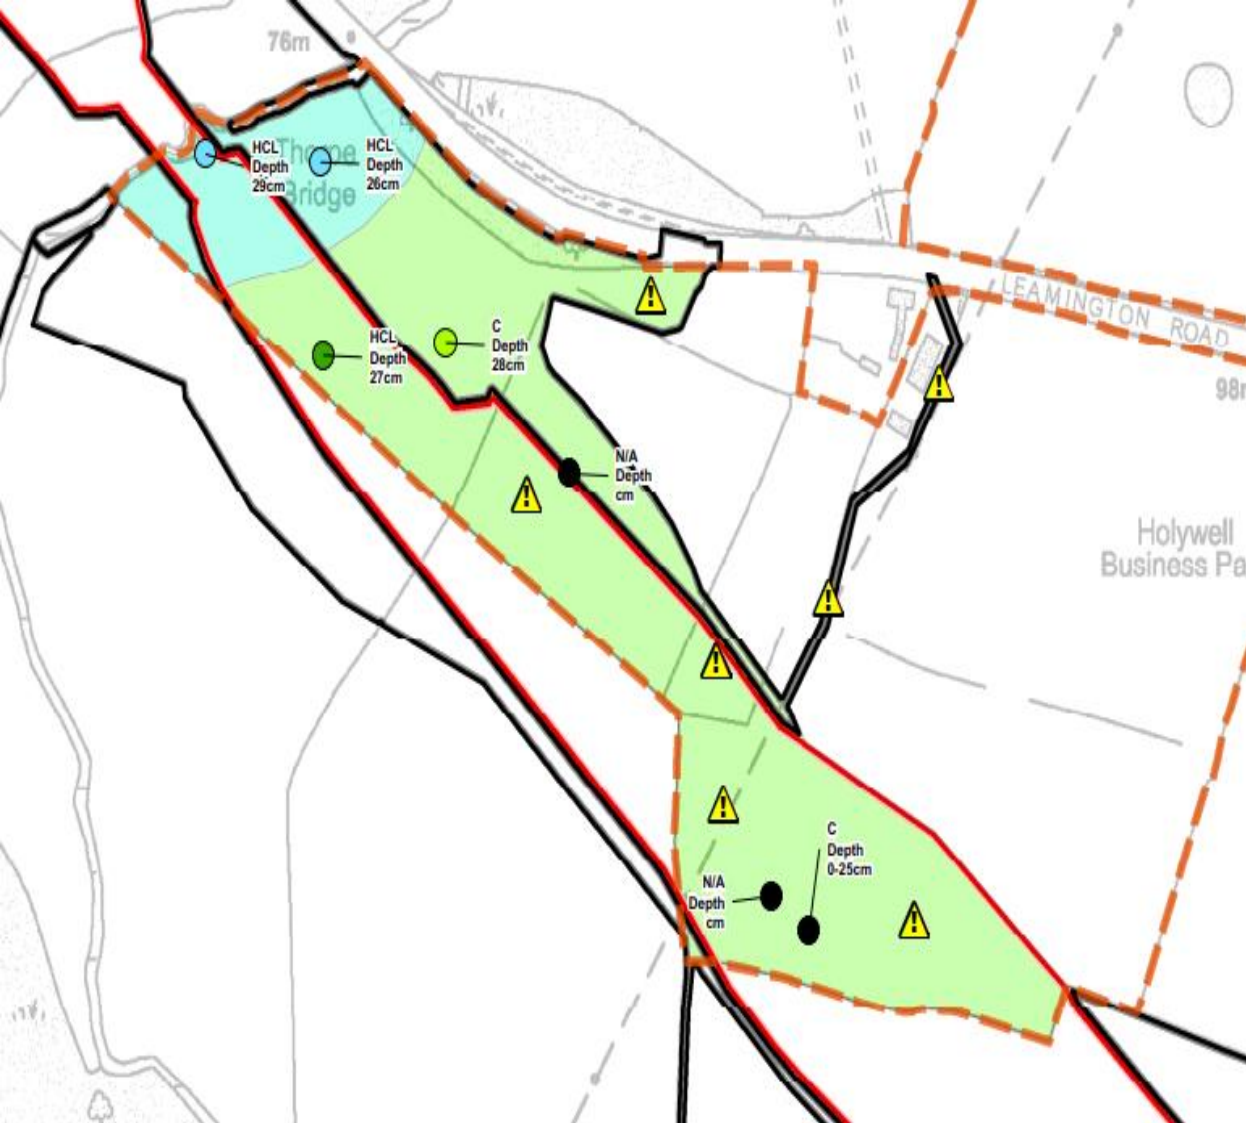 76m
HCL
Depth
29cm
Thorpe
Bridge
HCL
Depth
26cm
LEAMINGTON ROAD
98m
HCL
Depth
27cm
C
Depth
28cm
N/A
Depth
cm
Holywell
Business Pa
C
Depth
0-25cm
N/A
Depth
cm